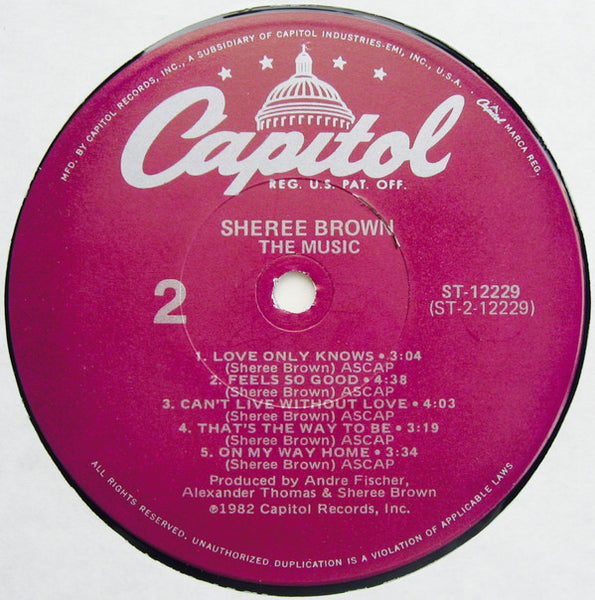 MFD. BY CAPITOL RECORDS, INC., A SUBSIDIARY OF CAPITOL INDUSTRIES-EMI, INC., U.S.A. · Capitol MARCA REG.
Capitol
REG. U.S. PAT. OFF.
SHEREE BROWN
THE MUSIC
2
ST-12229
(ST-2-12229)
1. LOVE ONLY KNOWS • 3:04
(Sheree Brown) ASCAP
2. FEELS SO GOOD • 4:38
(Sheree Brown) ASCAP
3. CAN'T LIVE WITHOUT LOVE • 4:03
(Sheree Brown) ASCAP
4. THAT'S THE WAY TO BE • 3:19
(Sheree Brown) ASCAP
5. ON MY WAY HOME • 3:34
(Sheree Brown) ASCAP
Produced by Andre Fischer,
Alexander Thomas & Sheree Brown
℗1982 Capitol Records, Inc.
ALL RIGHTS RESERVED. UNAUTHORIZED DUPLICATION IS A VIOLATION OF APPLICABLE LAWS